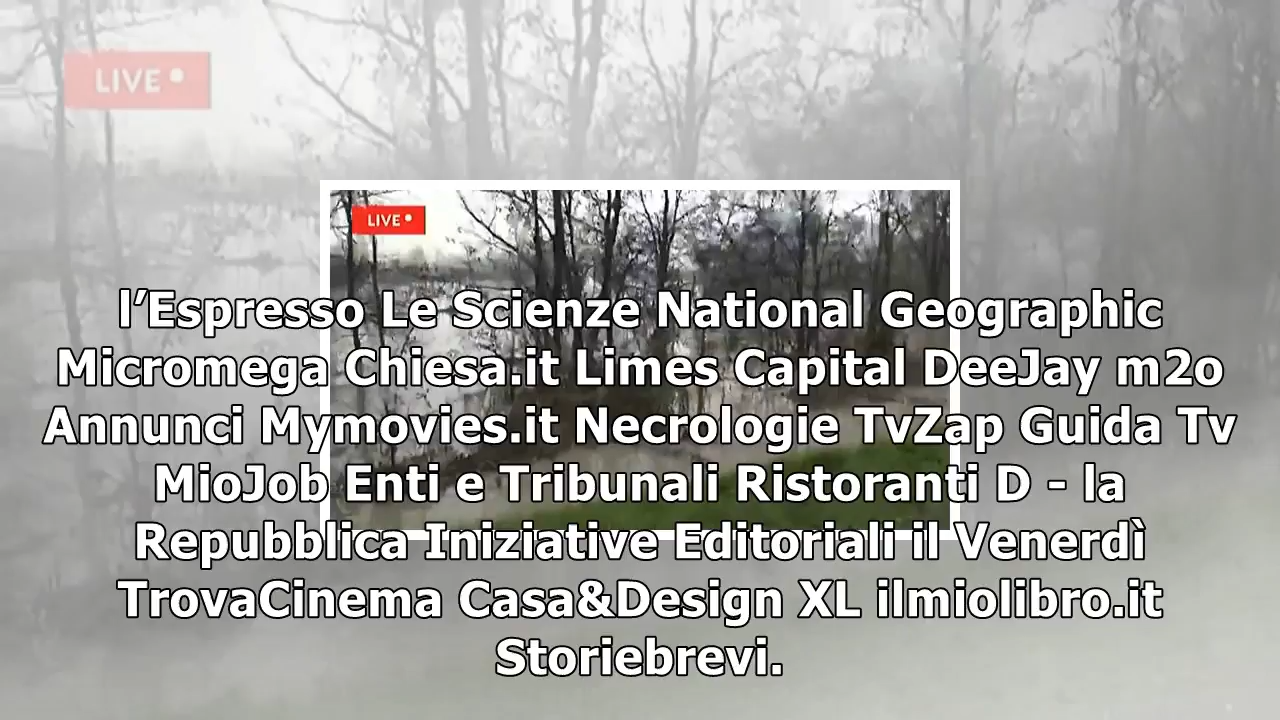 LIVE
LIVE
l’Espresso Le Scienze National Geographic
Micromega Chiesa.it Limes Capital DeeJay m2o
Annunci Mymovies.it Necrologie TvZap Guida Tv
MioJob Enti e Tribunali Ristoranti D - la
Repubblica Iniziative Editoriali il Venerdì
TrovaCinema Casa&Design XL ilmiolibro.it
Storiebrevi.